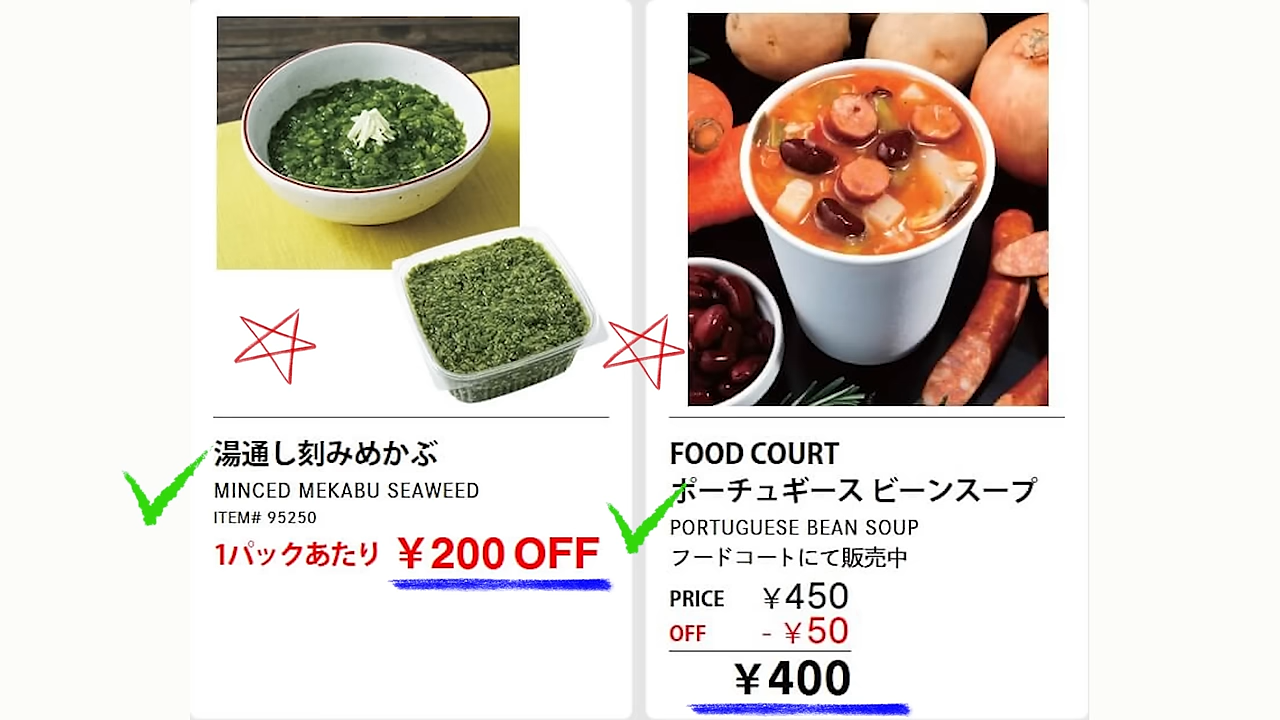 湯通し刻みめかぶ
MINCED MEKABU SEAWEED
ITEM# 95250
1パックあたり ¥200 OFF
FOOD COURT
ポーチュギース ビーンスープ
PORTUGUESE BEAN SOUP
フードコートにて販売中
PRICE ¥450
OFF - ¥50
¥400